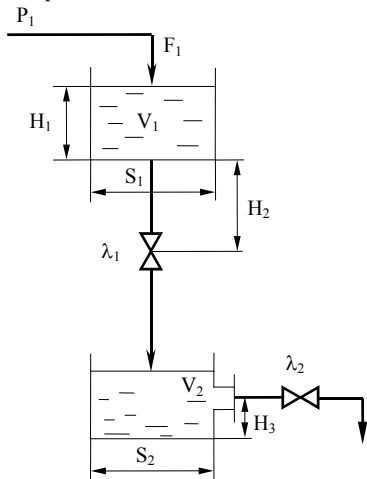 P₁
F₁
H₁
V₁
S₁
H₂
λ₁
λ₂
V₂
H₃
S₂